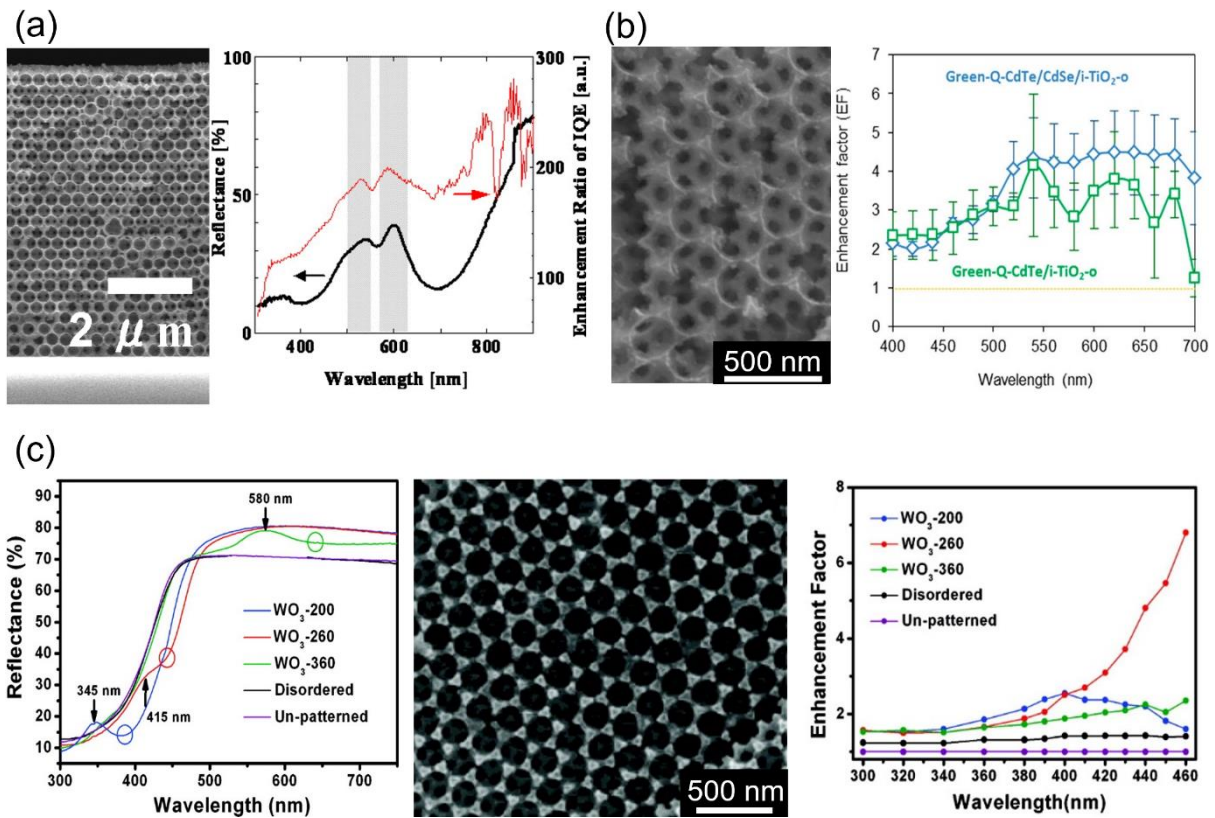 (a)
2 μm
100
50
0
Reflectance [%]
400
600
800
Wavelength [nm]
300
200
100
Enhancement Ratio of IQE [a.u.]
(b)
500 nm
7
6
5
4
3
2
1
0
Enhancement factor (EF)
Green-Q-CdTe/CdSe/i-TiO2-o
Green-Q-CdTe/i-TiO2-o
400
450
500
550
600
650
700
Wavelength (nm)
(c)
90
80
70
60
50
40
30
20
10
Reflectance (%)
580 nm
345 nm
415 nm
WO3-200
WO3-260
WO3-360
Disordered
Un-patterned
300
400
500
600
700
Wavelength (nm)
500 nm
8
6
4
2
Enhancement Factor
WO3-200
WO3-260
WO3-360
Disordered
Un-patterned
300
320
340
360
380
400
420
440
460
Wavelength(nm)